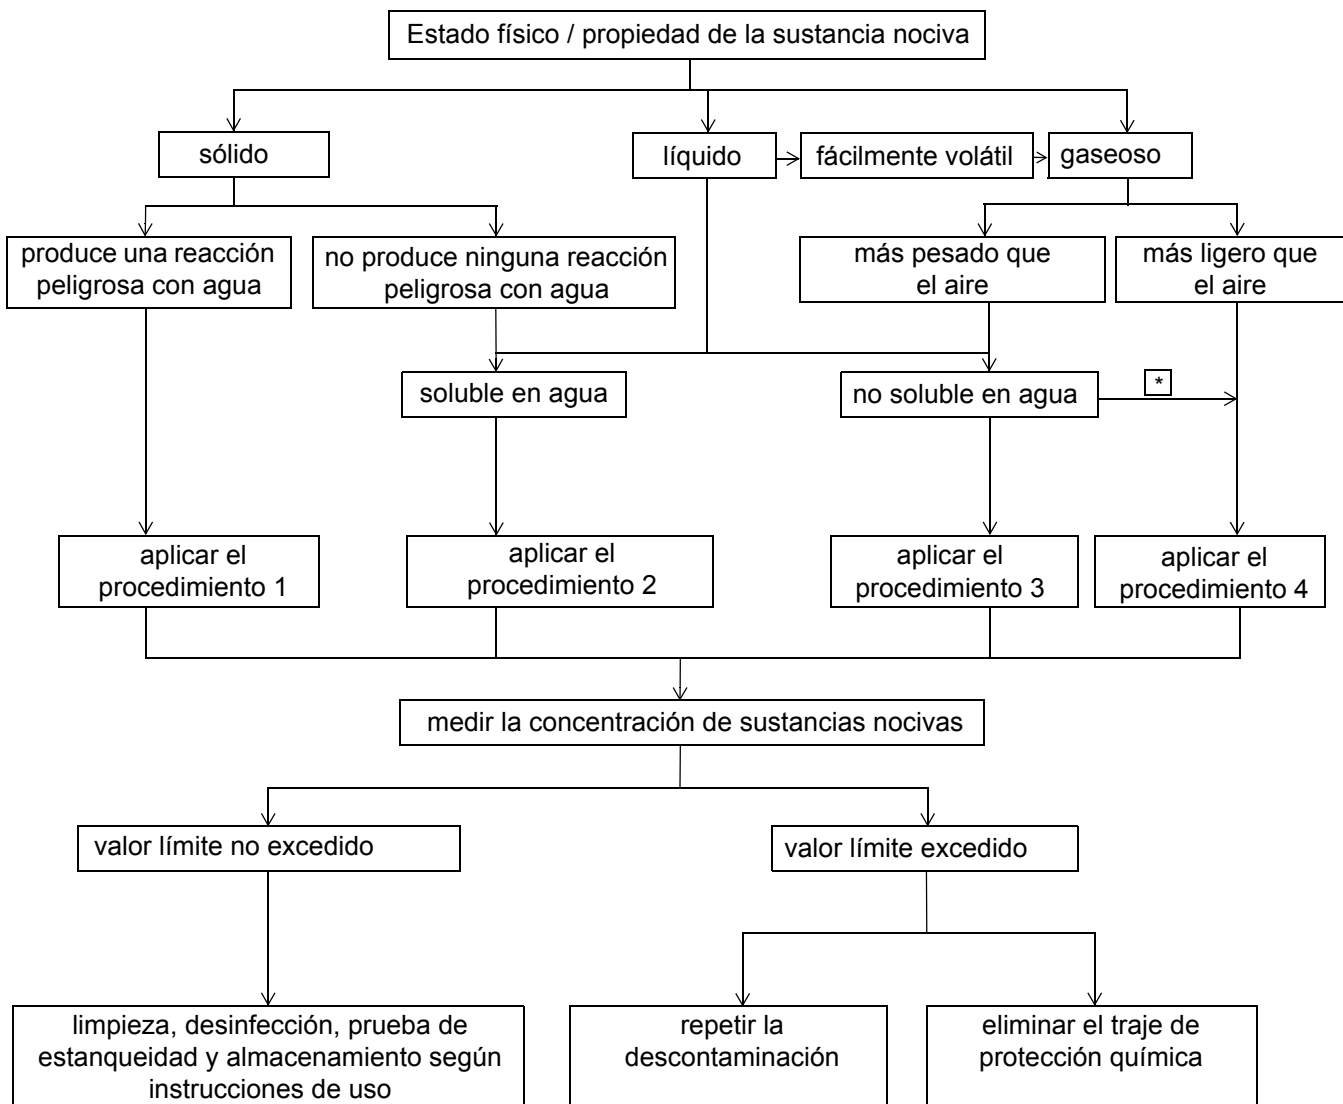 Estado físico / propiedad de la sustancia nociva
sólido
líquido
fácilmente volátil
gaseoso
produce una reacción
peligrosa con agua
no produce ninguna reacción
peligrosa con agua
más pesado que
el aire
más ligero que
el aire
soluble en agua
no soluble en agua
*
aplicar el
procedimiento 1
aplicar el
procedimiento 2
aplicar el
procedimiento 3
aplicar el
procedimiento 4
medir la concentración de sustancias nocivas
valor límite no excedido
valor límite excedido
limpieza, desinfección, prueba de
estanqueidad y almacenamiento según
instrucciones de uso
repetir la
descontaminación
eliminar el traje de
protección química